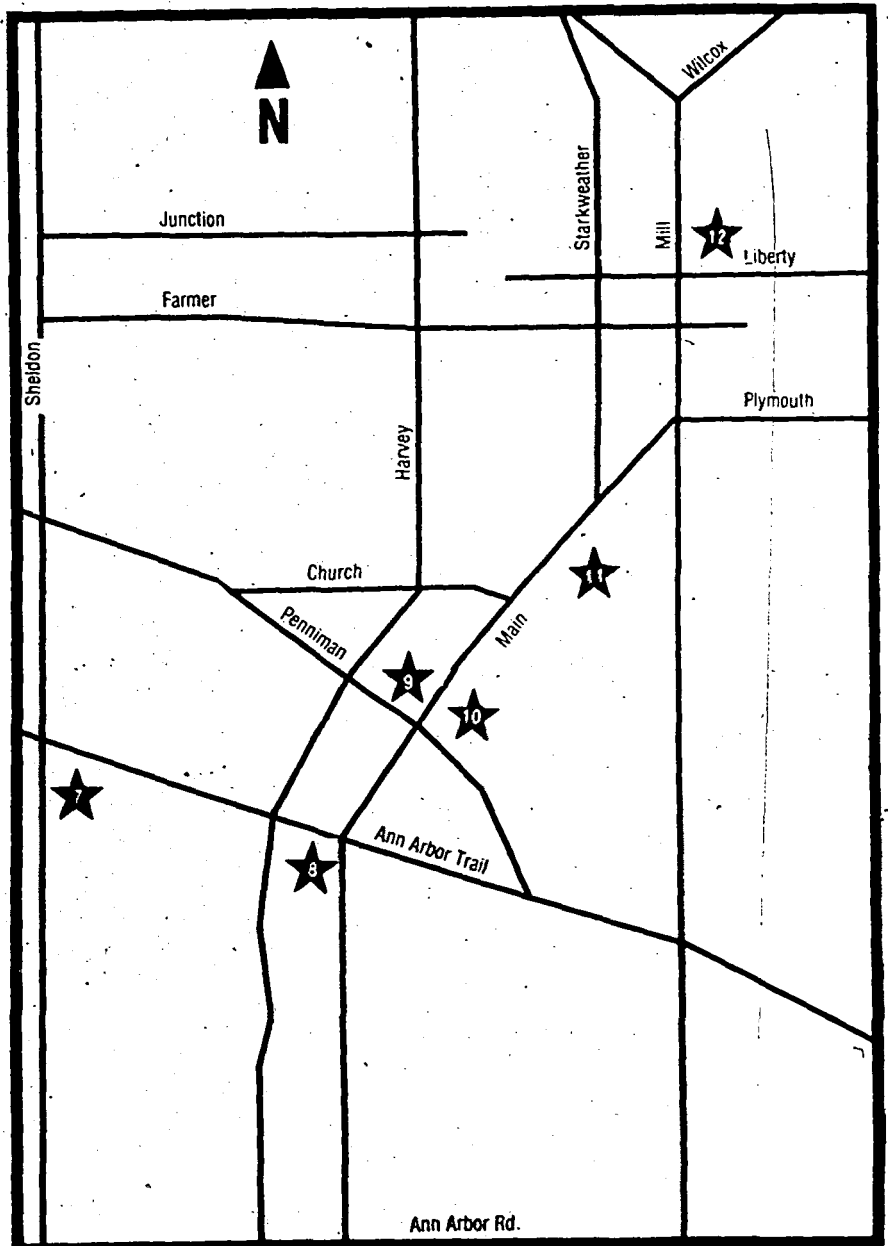 Wilcox
N
Starkweather
Junction
Mill
12
Liberty
Farmer
Sheldon
Plymouth
Harvey
Church
11
Penniman
Main
9
10
7
Ann Arbor Trail
8
Ann Arbor Rd.